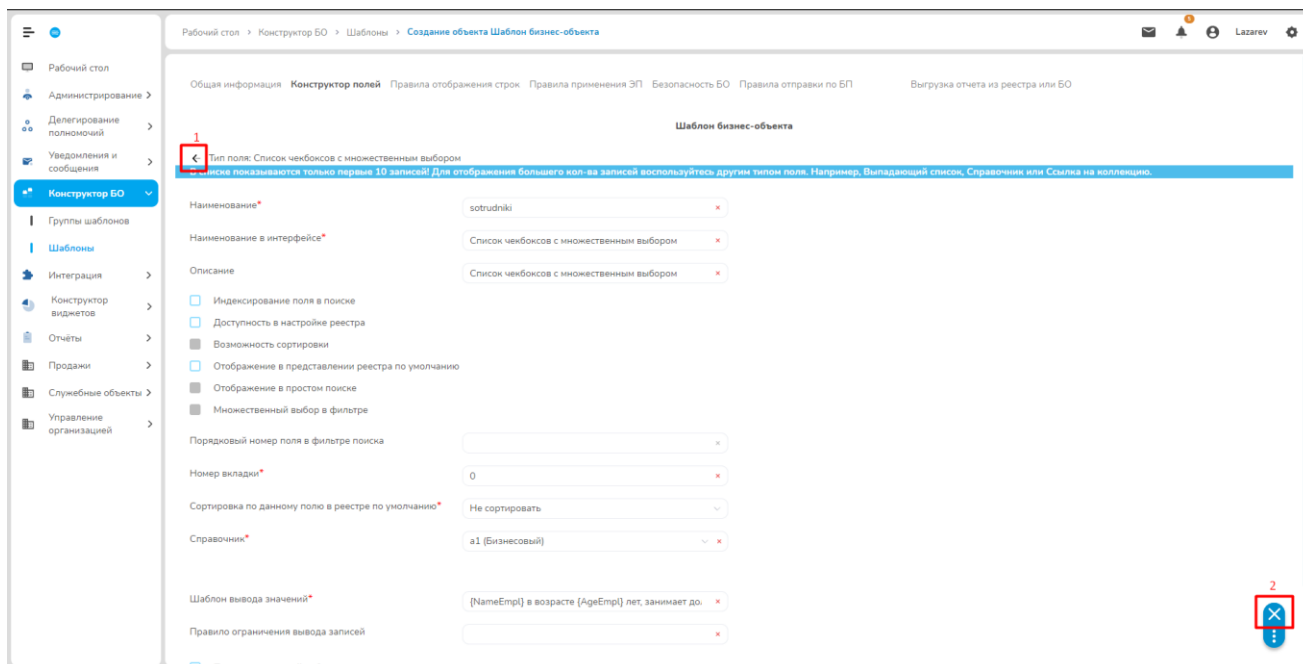 Рабочий стол > Конструктор БО > Шаблоны > Создание объекта Шаблон бизнес-объекта
Lazarev
Рабочий стол
Администрирование
Делегирование
полномочий
Уведомления и
сообщения
Конструктор БО
Группы шаблонов
Шаблоны
Интеграция
Конструктор
виджетов
Отчёты
Продажи
Служебные объекты
Управление
организацией
Общая информация Конструктор полей Правила отображения строк Правила применения ЭП Безопасность БО Правила отправки по БП Выгрузка отчета из реестра или БО
Шаблон бизнес-объекта
1
Тип поля: Список чекбоксов с множественным выбором
списке показываются только первые 10 записей! Для отображения большего кол-ва записей воспользуйтесь другим типом поля. Например, Выпадающий список, Справочник или Ссылка на коллекцию.
Наименование* sotrudniki
Наименование в интерфейсе* Список чекбоксов с множественным выбором
Описание Список чекбоксов с множественным выбором
Индексирование поля в поиске
Доступность в настройке реестра
Возможность сортировки
Отображение в представлении реестра по умолчанию
Отображение в простом поиске
Множественный выбор в фильтре
Порядковый номер поля в фильтре поиска
Номер вкладки* 0
Сортировка по данному полю в реестре по умолчанию* Не сортировать
Справочник* a1 (Бизнесовый)
Шаблон вывода значений* {NameEmpl} в возрасте {AgeEmpl} лет, занимает до
Правило ограничения вывода записей
2